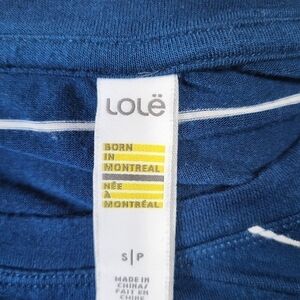 Lolë
BORN
IN
MONTREAL
NÉE
À
MONTRÉAL
S|P
MADE IN
CHINA/
FAIT EN
CHINE